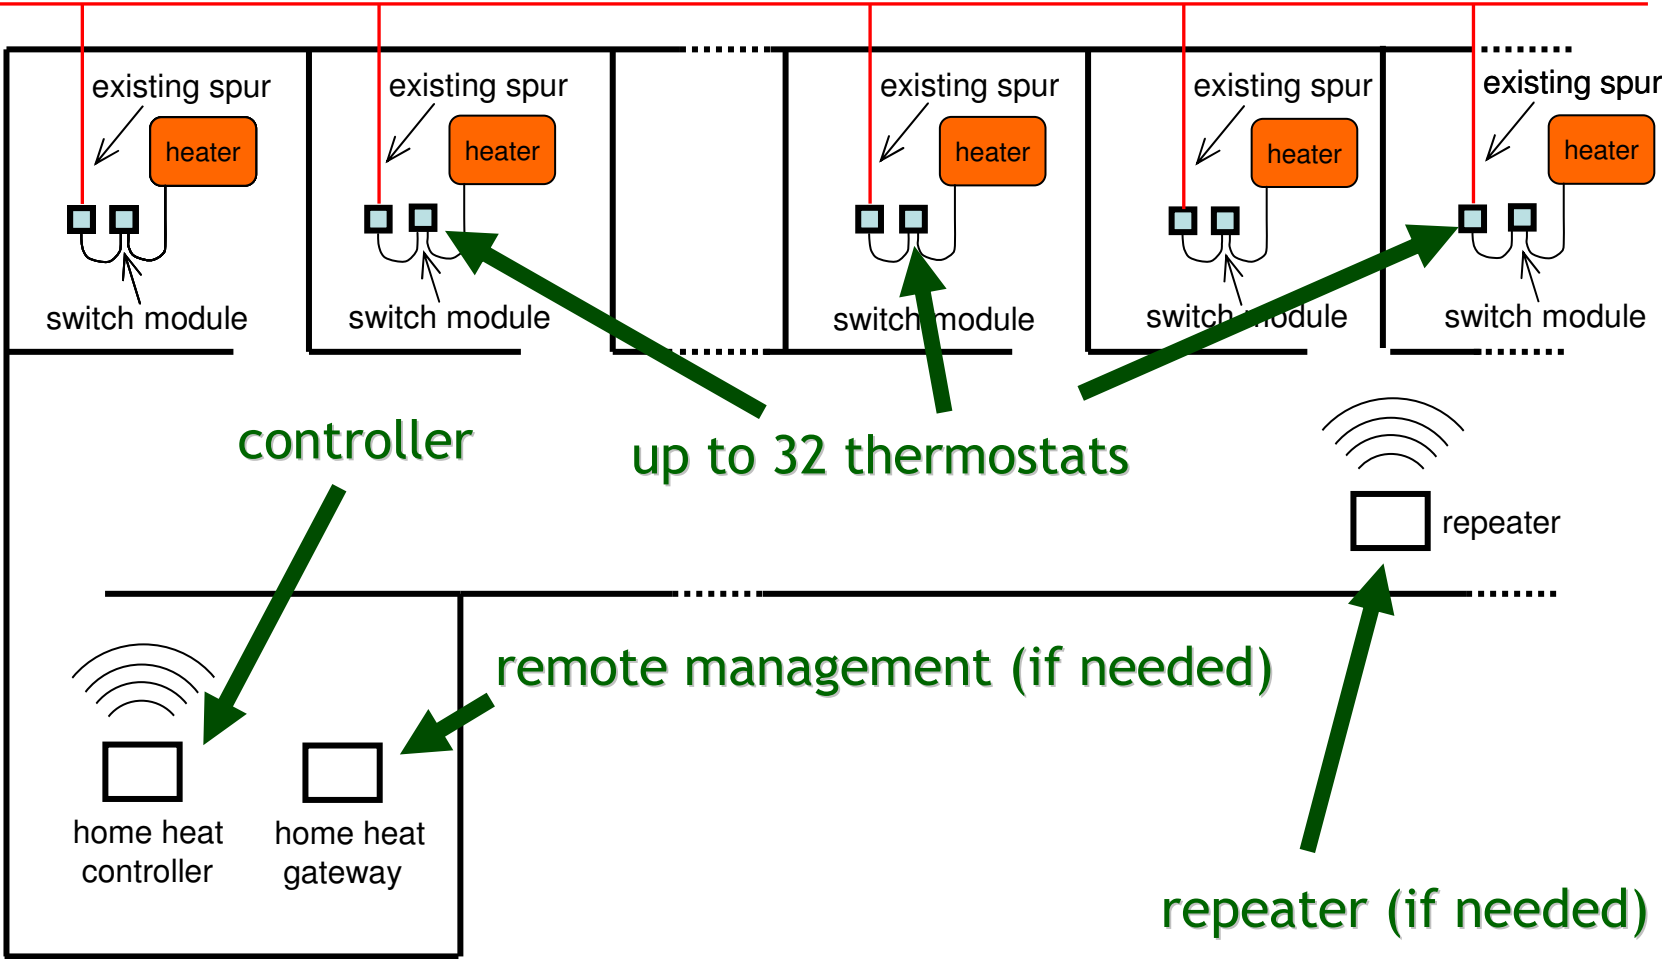 existing spur
existing spur
existing spur
existing spur
existing spur
heater
heater
heater
heater
heater
switch module
switch module
switch module
switch module
switch module
controller
up to 32 thermostats
repeater
remote management (if needed)
home heat
controller
home heat
gateway
repeater (if needed)